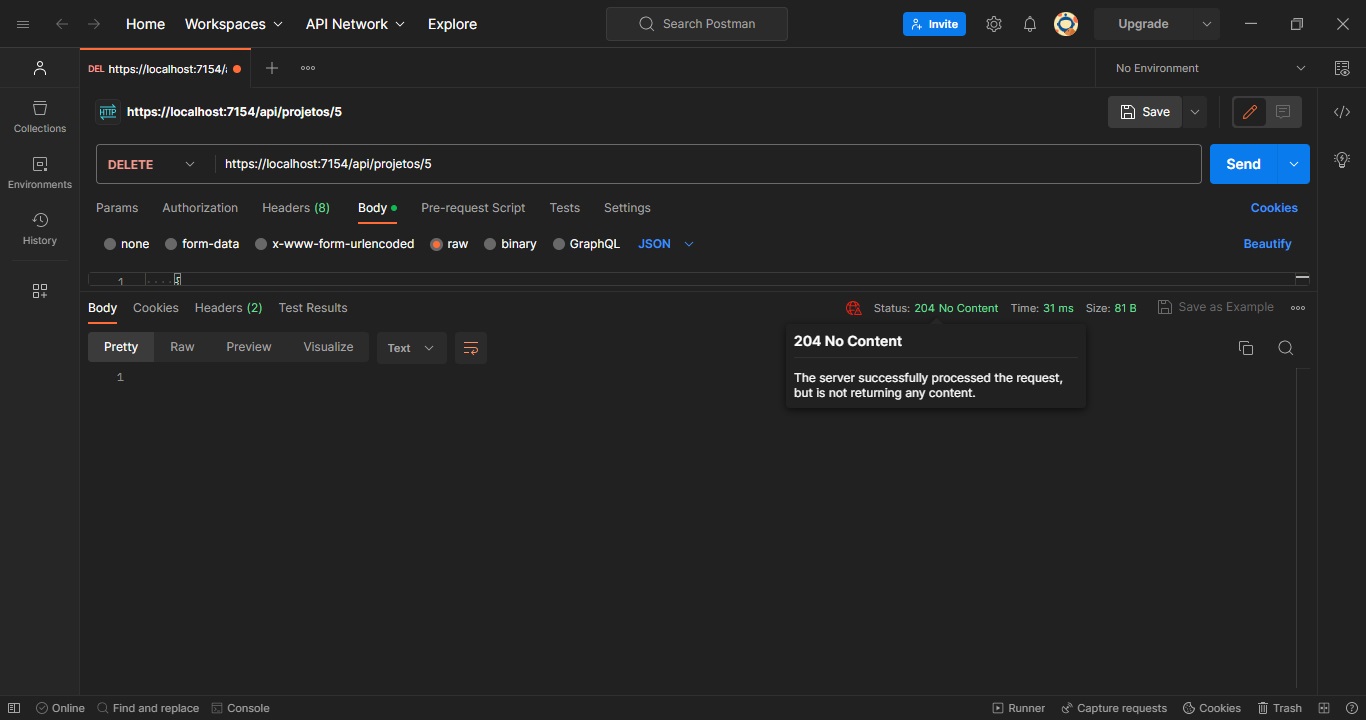 Home Workspaces API Network Explore Search Postman Invite Upgrade
DEL https://localhost:7154/ No Environment
HTTP https://localhost:7154/api/projetos/5 Save
Collections
DELETE https://localhost:7154/api/projetos/5 Send
Environments
Params Authorization Headers (8) Body Pre-request Script Tests Settings Cookies
History
none form-data x-www-form-urlencoded raw binary GraphQL JSON Beautify
1 {
Body Cookies Headers (2) Test Results Status: 204 No Content Time: 31 ms Size: 81 B Save as Example
204 No Content
Pretty Raw Preview Visualize Text
1
The server successfully processed the request,
but is not returning any content.
Online Find and replace Console Runner Capture requests Cookies Trash